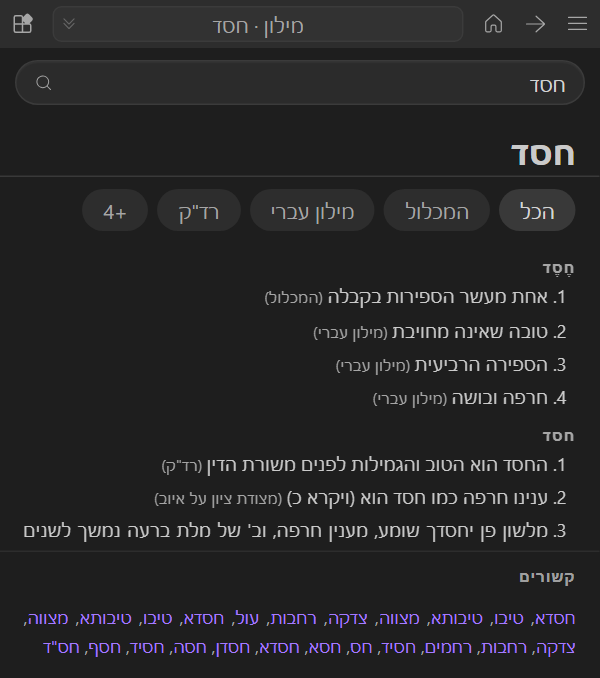 מילון · חסד
חסד
חסד
הכל
המכלול
מילון עברי
רד"ק
+4
חֶסֶד
1. אחת מעשר הספירות בקבלה (המכלול)
2. טובה שאינה מחויבת (מילון עברי)
3. הספירה הרביעית (מילון עברי)
4. חרפה ובושה (מילון עברי)
חסד
1. החסד הוא הטוב והגמילות לפנים משורת הדין (רד"ק)
2. ענינו חרפה כמו חסד הוא (ויקרא כ) (מצודת ציון על איוב)
3. מלשון פן יחסדך שומע, מענין חרפה, וב' של מלת ברעה נמשך לשנים
קשורים
חסדא, טיבו, טיבותא, מצווה, צדקה, רחבות, עול, חסדא, טיבו, טיבותא, מצווה,
צדקה, רחבות, רחמים, חסיד, חס, חסא, חסדא, חסדן, חסה, חסיד, חסף, חס"ד